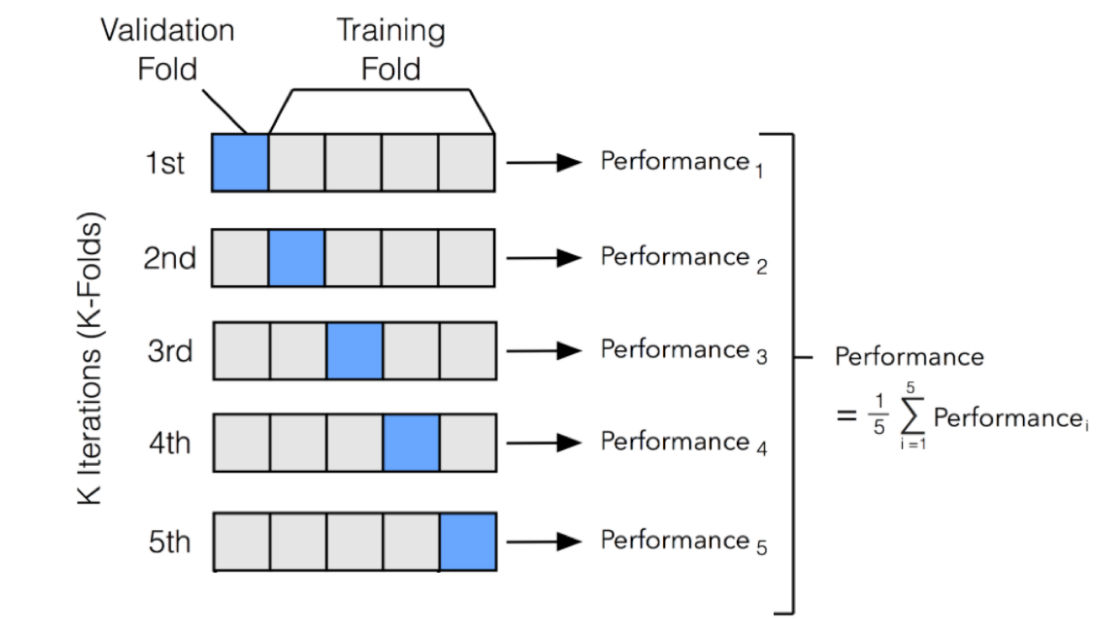 Validation
Fold
Training
Fold
K Iterations (K-Folds)
1st
Performance 1
2nd
Performance 2
3rd
Performance 3
4th
Performance 4
5th
Performance 5
Performance
= 1/5 5 ∑ i=1 Performance i